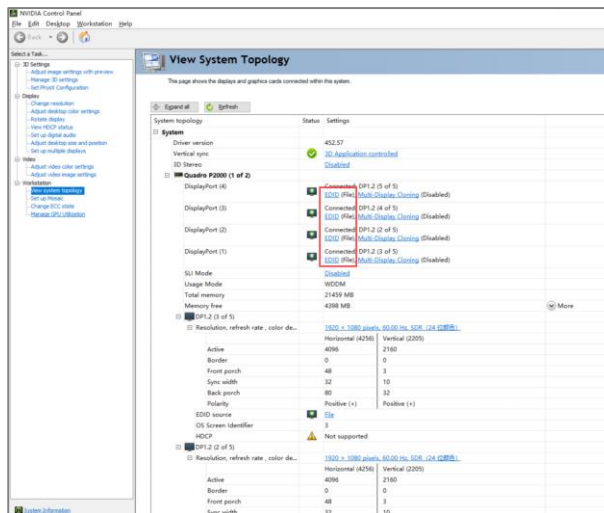 NVIDIA Control Panel
File Edit Desktop Workstation Help
Back
Select a Task...
3D Settings
Adjust image settings with preview
Manage 3D settings
Set PhysX Configuration
Display
Change resolution
Adjust desktop color settings
Rotate display
View HDCP status
Set up digital audio
Adjust desktop size and position
Set up multiple displays
Video
Adjust video color settings
Adjust video image settings
Workstation
View system topology
Set up Mosaic
Change ECC state
Manage GPU Utilization
System Information
View System Topology
This page shows the displays and graphics cards connected within this system.
Expand all Refresh
System topology Status Settings
System
Driver version 452.57
Vertical sync 3D Application controlled
3D Stereo Disabled
Quadro P2000 (1 of 2)
DisplayPort (4) Connected, DP1.2 (5 of 5)
EDID (File), Multi-Display Cloning (Disabled)
DisplayPort (3) Connected, DP1.2 (4 of 5)
EDID (File), Multi-Display Cloning (Disabled)
DisplayPort (2) Connected, DP1.2 (2 of 5)
EDID (File), Multi-Display Cloning (Disabled)
DisplayPort (1) Connected, DP1.2 (3 of 5)
EDID (File), Multi-Display Cloning (Disabled)
SLI Mode Disabled
Usage Mode WDDM
Total memory 21459 MB
Memory free 4398 MB More
DP1.2 (3 of 5)
Resolution, refresh rate , color de... 1920 × 1080 pixels, 60.00 Hz, SDR (24 位颜色)
Horizontal (4256) Vertical (2205)
Active 4096 2160
Border 0 0
Front porch 48 3
Sync width 32 10
Back porch 80 32
Polarity Positive (+) Positive (+)
EDID source File
OS Screen Identifier 3
HDCP Not supported
DP1.2 (2 of 5)
Resolution, refresh rate , color de... 1920 × 1080 pixels, 60.00 Hz, SDR (24 位颜色)
Horizontal (4256) Vertical (2205)
Active 4096 2160
Border 0 0
Front porch 48 3
Sync width 32 10